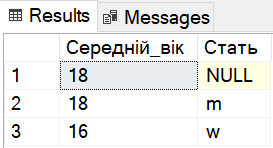 Results Messages
Середній_вік Стать
1 18 NULL
2 18 m
3 16 w